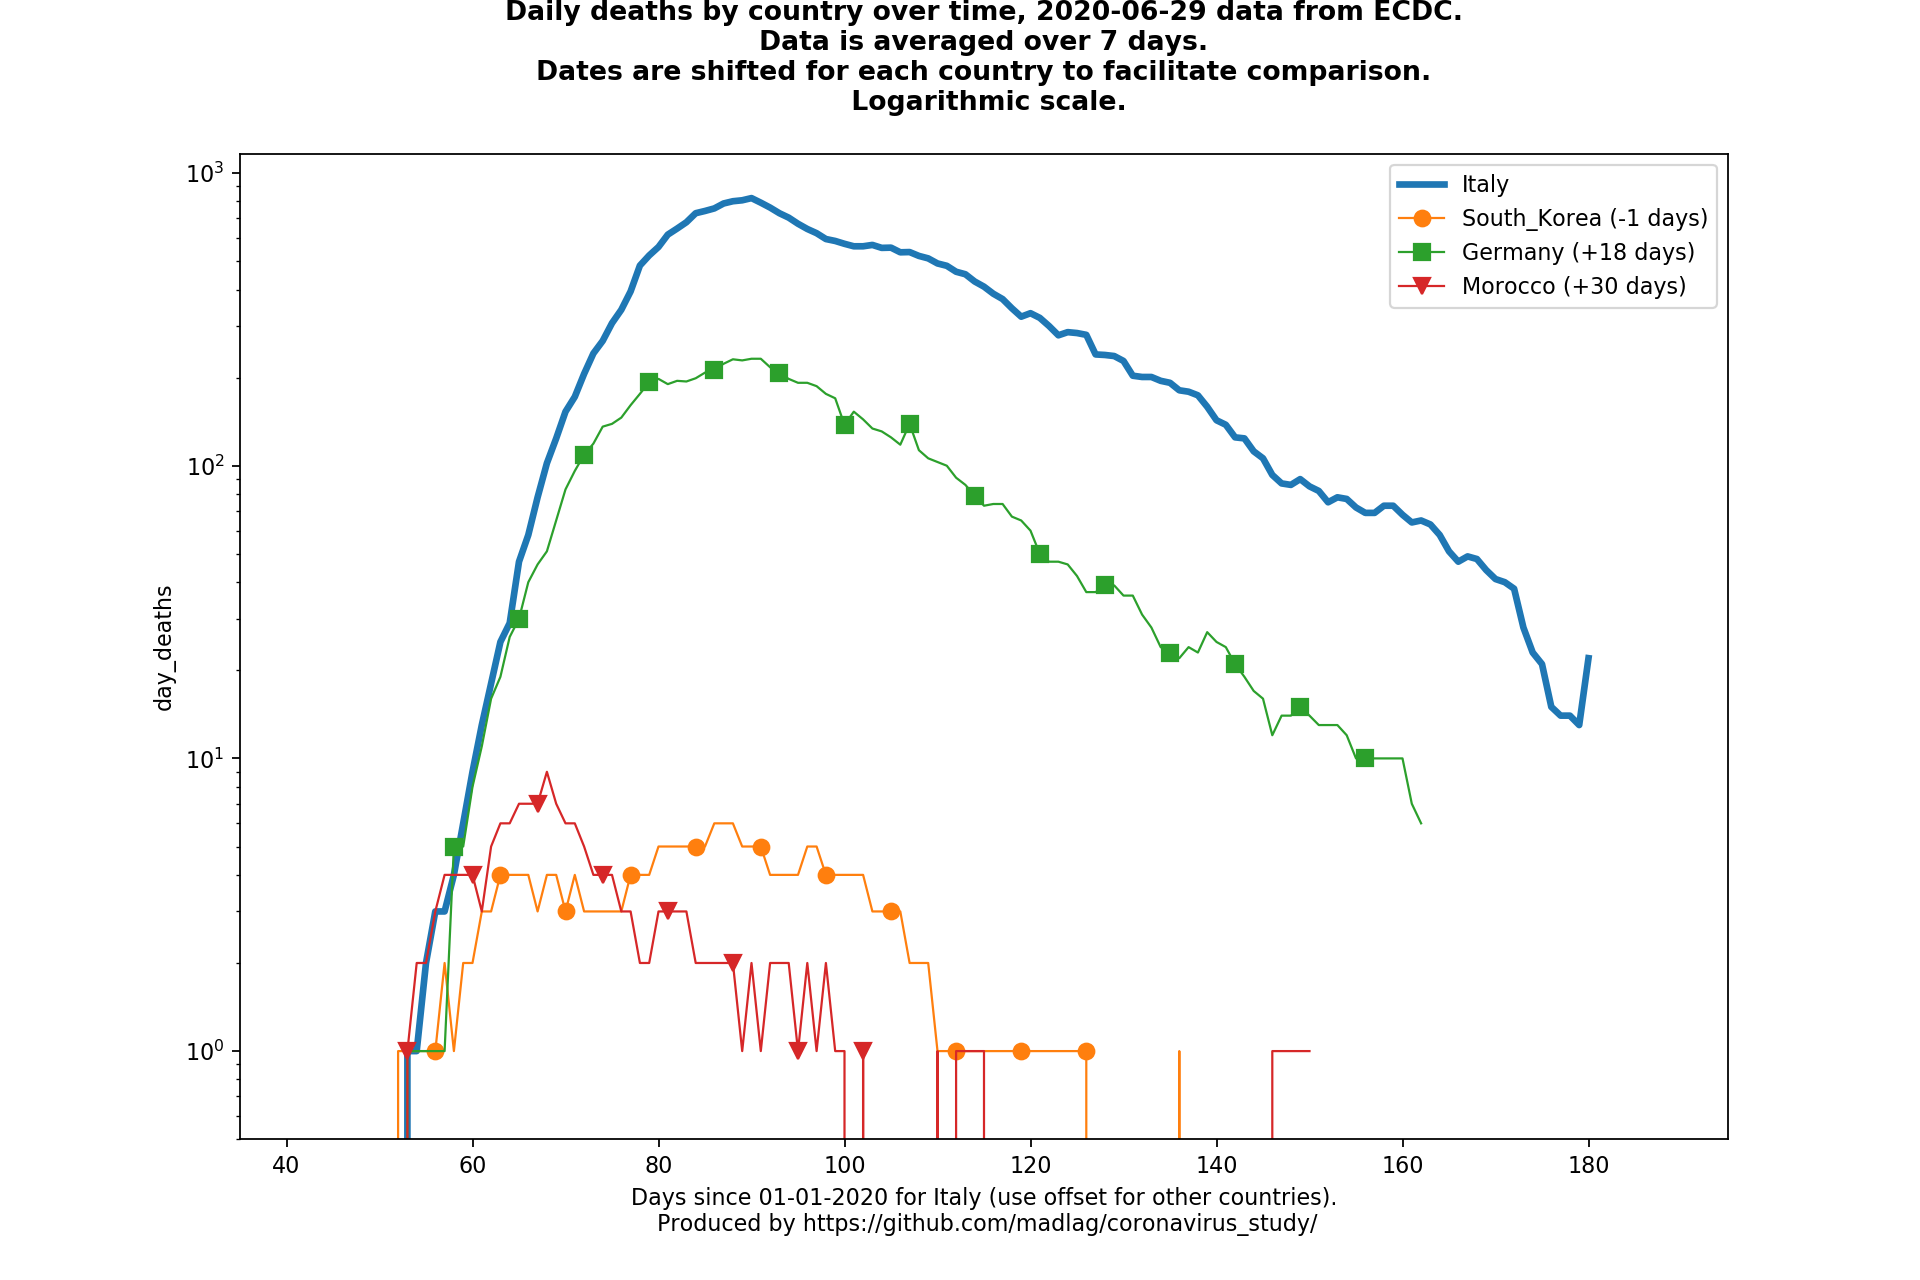 Daily deaths by country over time, 2020-06-29 data from ECDC.
Data is averaged over 7 days.
Dates are shifted for each country to facilitate comparison.
Logarithmic scale.
10³
10²
10¹
10⁰
day_deaths
Italy
South_Korea (-1 days)
Germany (+18 days)
Morocco (+30 days)
40 60 80 100 120 140 160 180
Days since 01-01-2020 for Italy (use offset for other countries).
Produced by https://github.com/madlag/coronavirus_study/